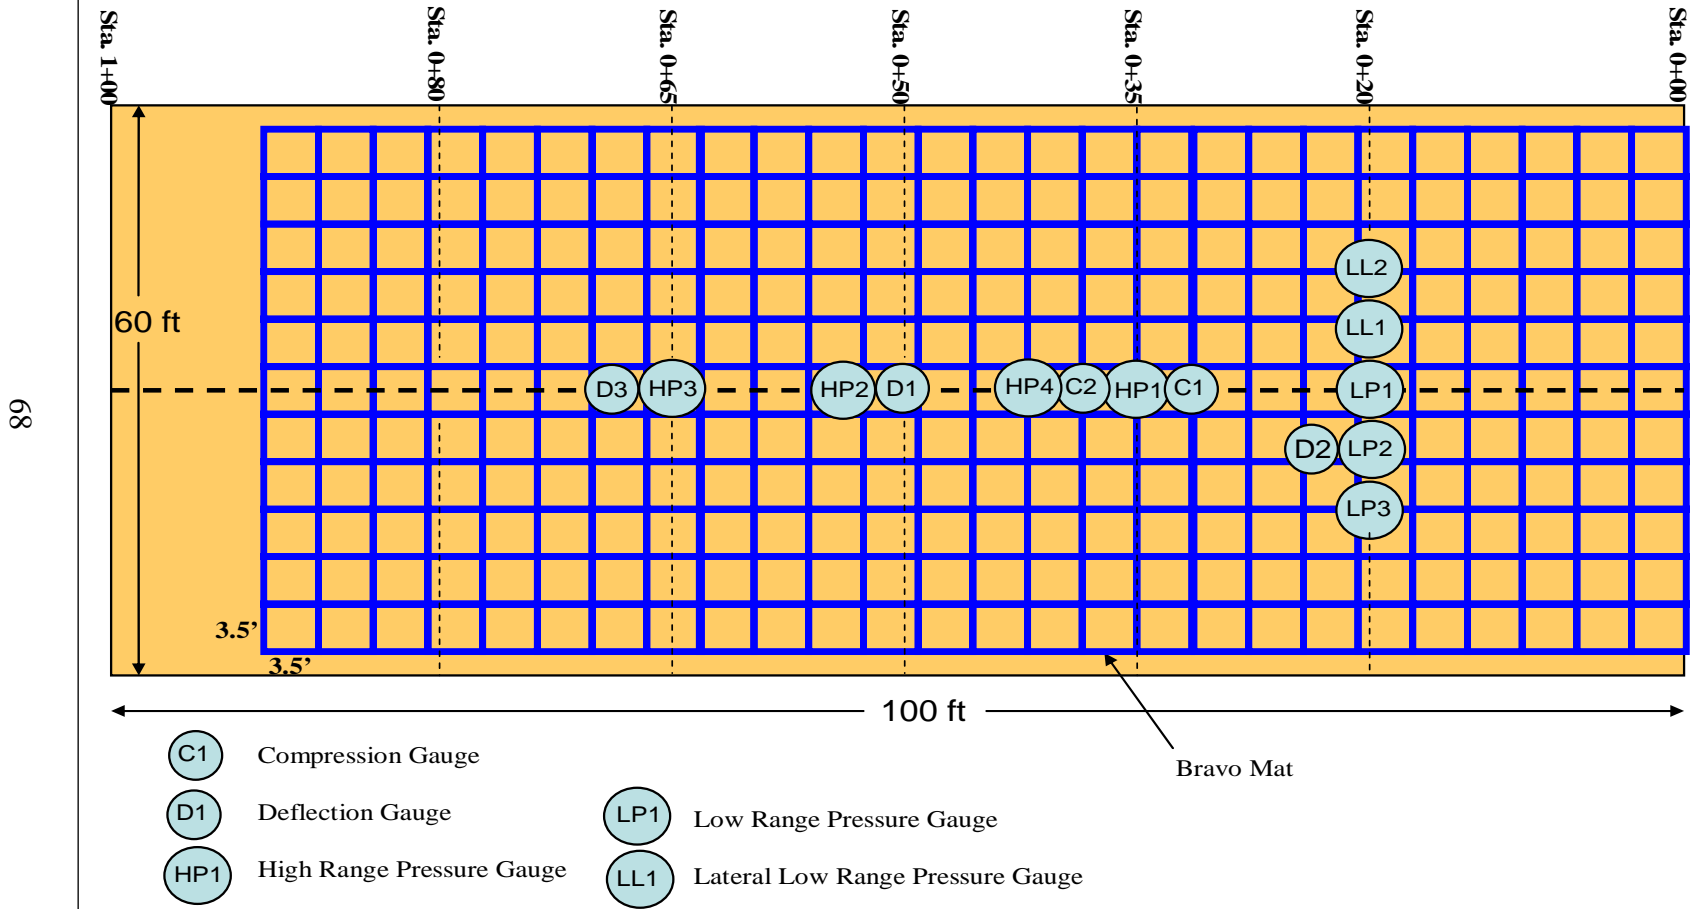 Sta. 1+00
Sta. 0+80
Sta. 0+65
Sta. 0+50
Sta. 0+35
Sta. 0+20
Sta. 0+00
LL2
60 ft
LL1
D3 HP3 HP2 D1 HP4 C2 HP1 C1 LP1
68
D2 LP2
LP3
3.5’
3.5’
100 ft
C1 Compression Gauge
Bravo Mat
D1 Deflection Gauge
LP1 Low Range Pressure Gauge
HP1 High Range Pressure Gauge
LL1 Lateral Low Range Pressure Gauge